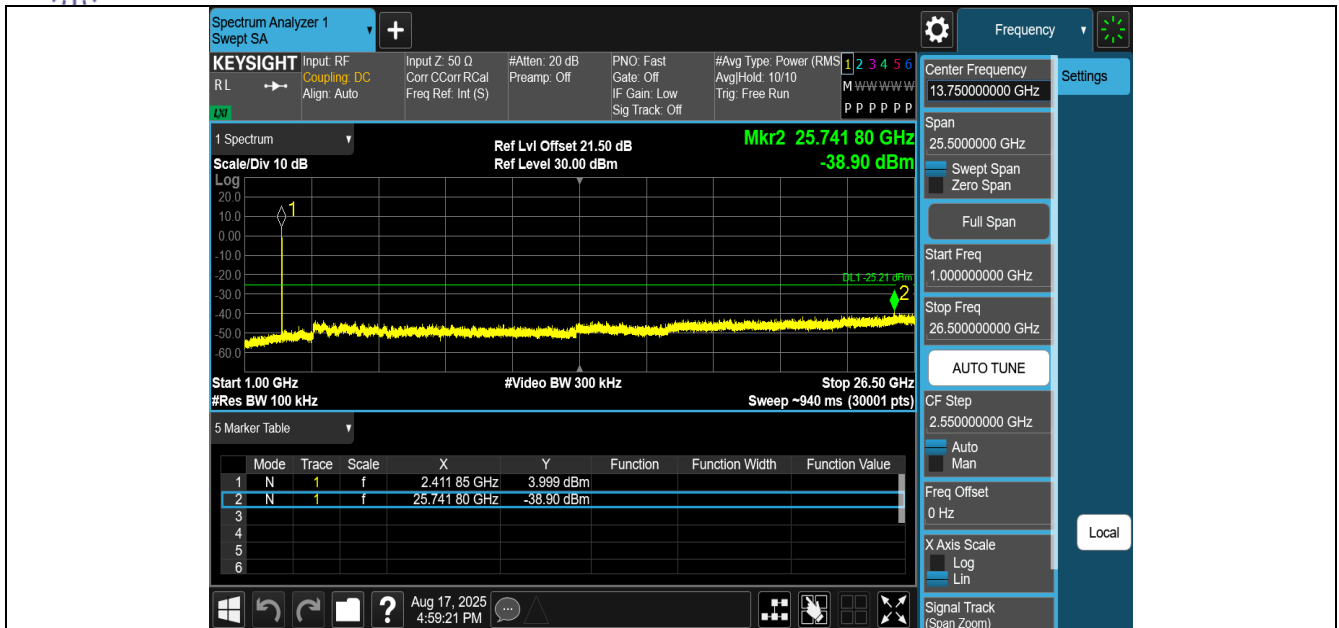 Spectrum Analyzer 1
Swept SA
+
Frequency
KEYSIGHT
R L
LXI
Input: RF
Coupling: DC
Align: Auto
Input Z: 50 Ω
Corr CCorr RCal
Freq Ref: Int (S)
#Atten: 20 dB
Preamp: Off
PNO: Fast
Gate: Off
IF Gain: Low
Sig Track: Off
#Avg Type: Power (RMS
Avg|Hold: 10/10
Trig: Free Run
1 2 3 4 5 6
M W W W W W
P P P P P P
1 Spectrum
Scale/Div 10 dB
Ref Lvl Offset 21.50 dB
Ref Level 30.00 dBm
Mkr2 25.741 80 GHz
-38.90 dBm
Log
20.0
10.0
0.00
-10.0
-20.0
-30.0
-40.0
-50.0
-60.0
1
DL1 -25.21 dBm
2
Start 1.00 GHz
#Video BW 300 kHz
Stop 26.50 GHz
#Res BW 100 kHz
Sweep ~940 ms (30001 pts)
5 Marker Table
Mode Trace Scale X Y Function Function Width Function Value
1 N 1 f 2.411 85 GHz 3.999 dBm
2 N 1 f 25.741 80 GHz -38.90 dBm
3
4
5
6
?
Aug 17, 2025
4:59:21 PM
Center Frequency
13.750000000 GHz
Settings
Span
25.5000000 GHz
Swept Span
Zero Span
Full Span
Start Freq
1.000000000 GHz
Stop Freq
26.500000000 GHz
AUTO TUNE
CF Step
2.550000000 GHz
Auto
Man
Freq Offset
0 Hz
Local
X Axis Scale
Log
Lin
Signal Track
(Span Zoom)